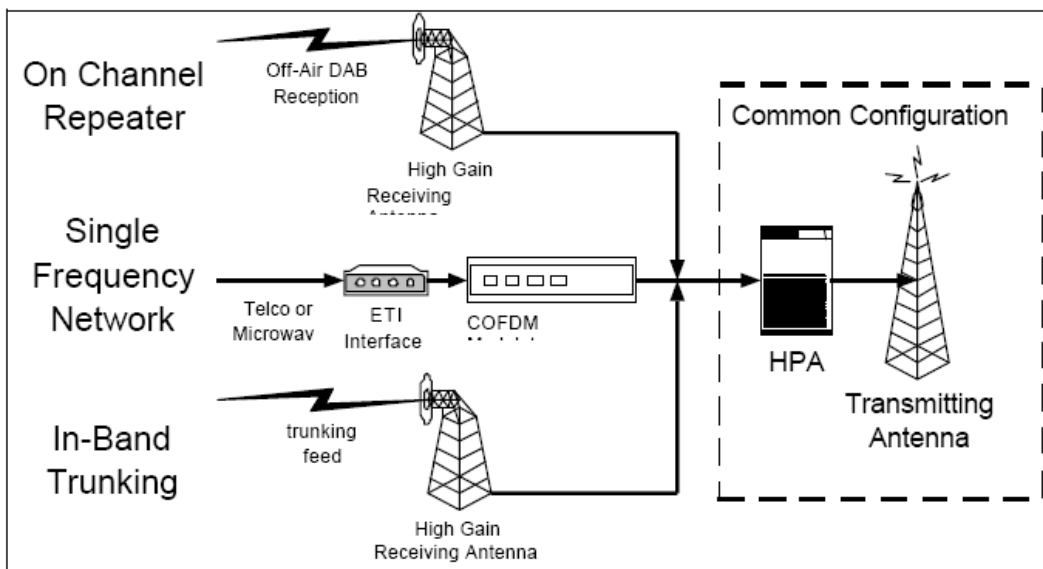 On Channel
Repeater
Off-Air DAB
Reception
High Gain
Receiving
Single
Frequency
Network
Telco or
Microwav
ETI
Interface
COFDM
In-Band
Trunking
trunking
feed
High Gain
Receiving Antenna
Common Configuration
HPA
Transmitting
Antenna